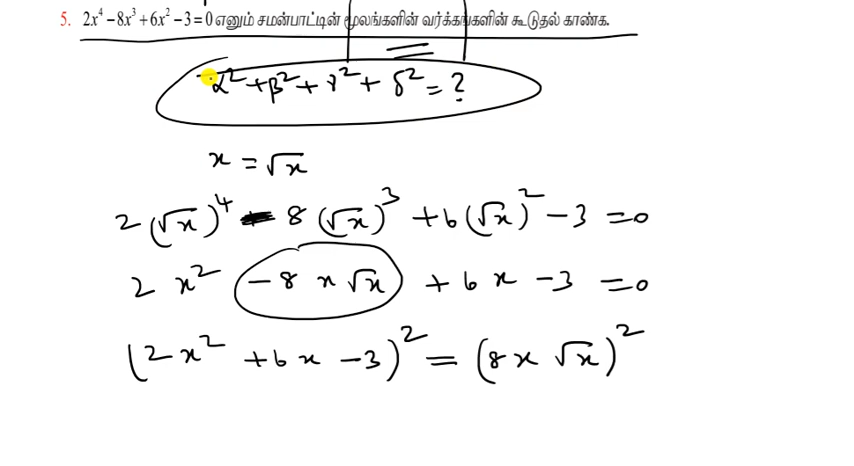 5. 2x⁴ − 8x³ + 6x² − 3 = 0 எனும் சமன்பாட்டின் மூலங்களின் வர்க்கங்களின் கூடுதல் காண்க.
α² + β² + γ² + δ² = ?
x = √x
2(√x)⁴ - 8(√x)³ + 6(√x)² - 3 = 0
2x² - 8x√x + 6x - 3 = 0
(2x² + 6x - 3)² = (8x√x)²